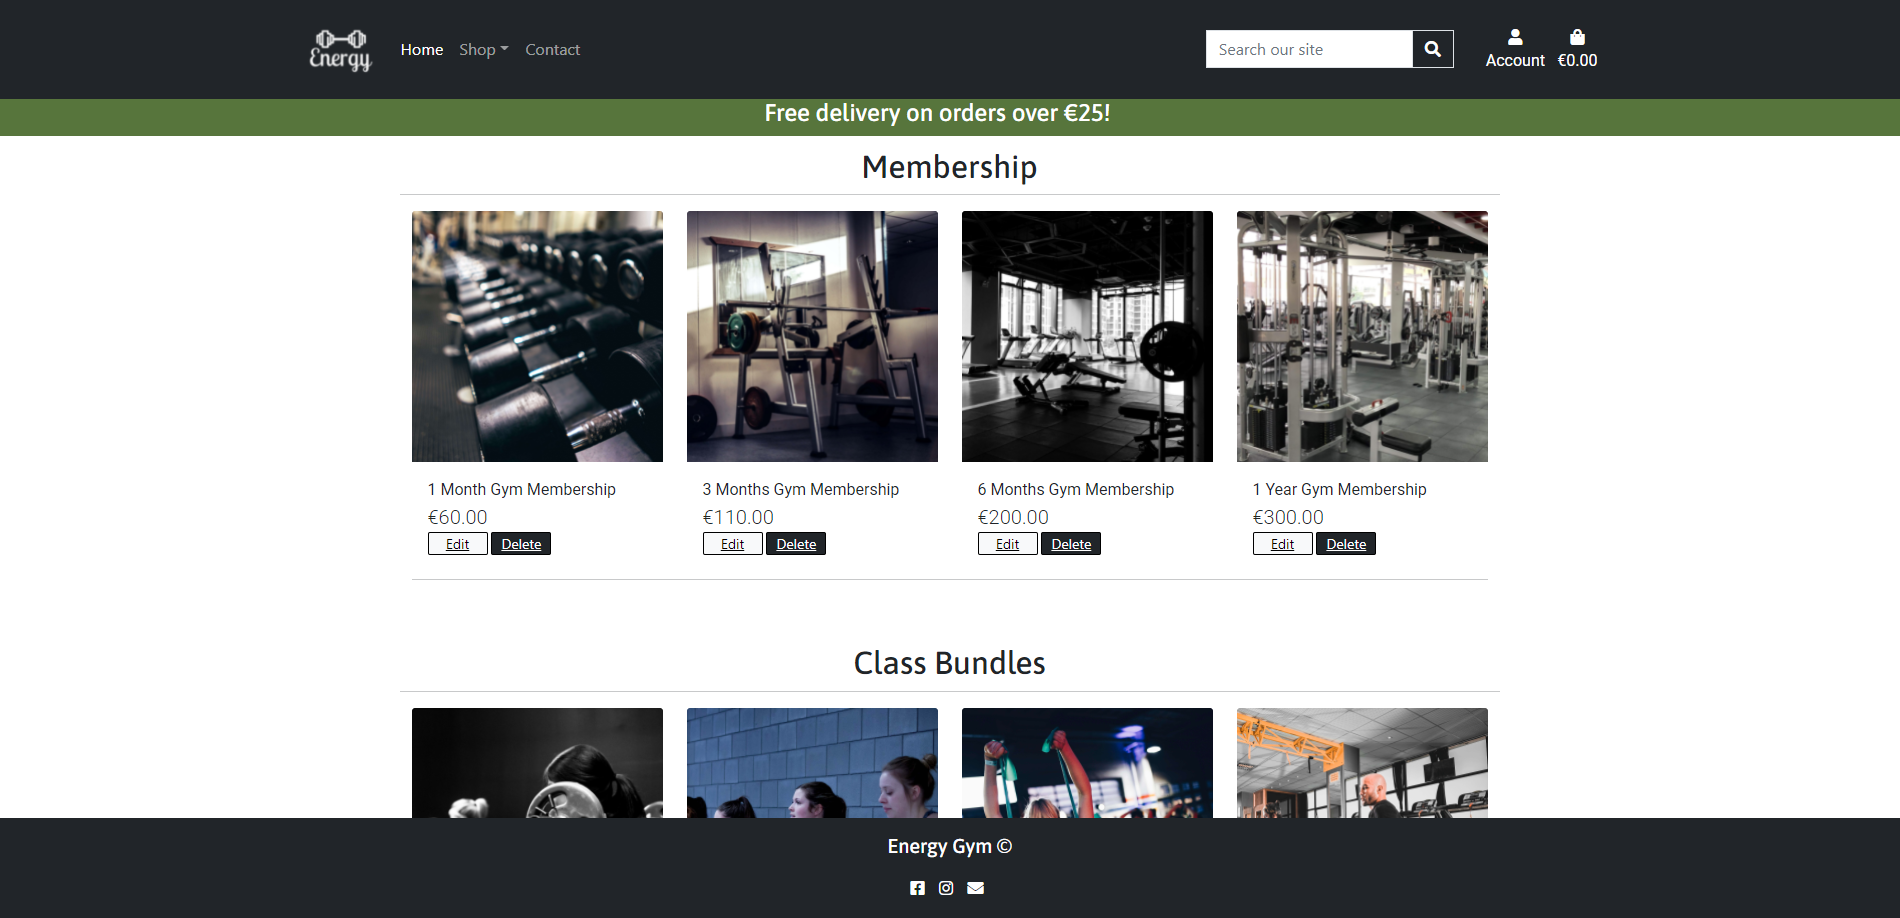 Energy
Home Shop Contact
Search our site
Account €0.00
Free delivery on orders over €25!
Membership
1 Month Gym Membership
€60.00
Edit Delete
3 Months Gym Membership
€110.00
Edit Delete
6 Months Gym Membership
€200.00
Edit Delete
1 Year Gym Membership
€300.00
Edit Delete
Class Bundles
Energy Gym ©